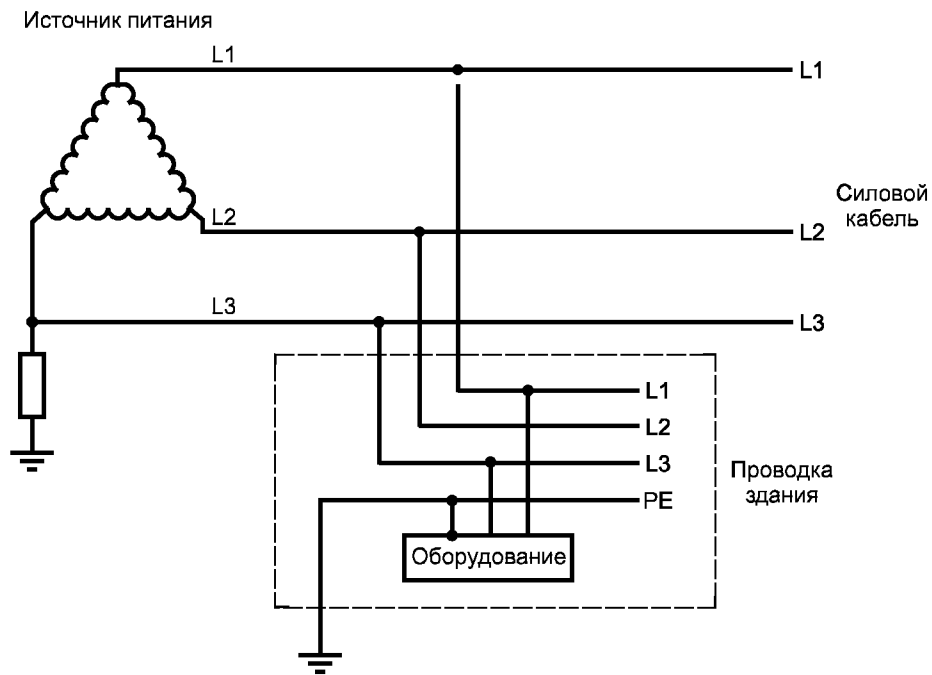 Источник питания
L1
L1
L2
L2
Силовой
кабель
L3
L3
L1
L2
L3
PE
Проводка
здания
Оборудование